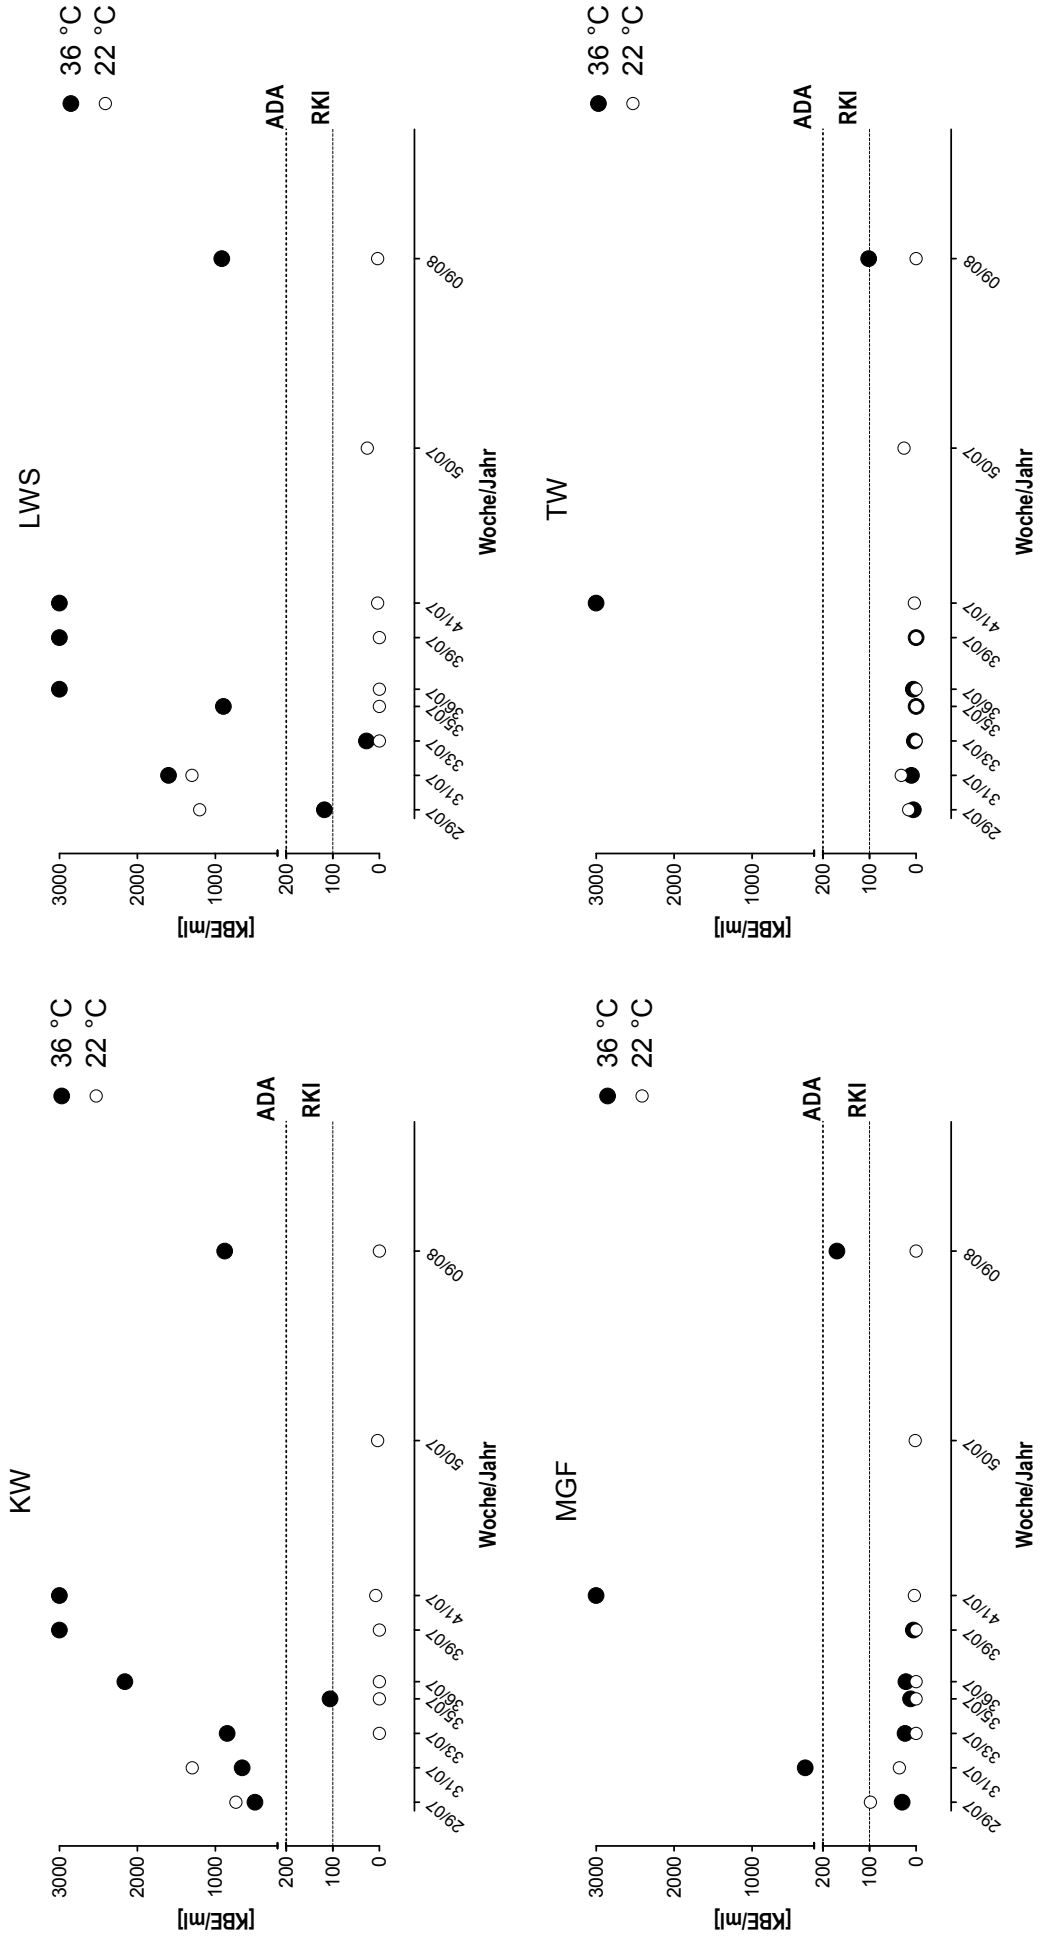 KW
36 °C
22 °C
3000
2000
1000
200
100
0
[KBE/ml]
ADA
RKI
29/07
31/07
33/07
35/07
36/07
39/07
41/07
50/07
09/08
Woche/Jahr
LWS
36 °C
22 °C
3000
2000
1000
200
100
0
[KBE/ml]
ADA
RKI
29/07
31/07
33/07
35/07
36/07
39/07
41/07
50/07
09/08
Woche/Jahr
MGF
36 °C
22 °C
3000
2000
1000
200
100
0
[KBE/ml]
ADA
RKI
29/07
31/07
33/07
35/07
36/07
39/07
41/07
50/07
09/08
Woche/Jahr
TW
36 °C
22 °C
3000
2000
1000
200
100
0
[KBE/ml]
ADA
RKI
29/07
31/07
33/07
35/07
36/07
39/07
41/07
50/07
09/08
Woche/Jahr